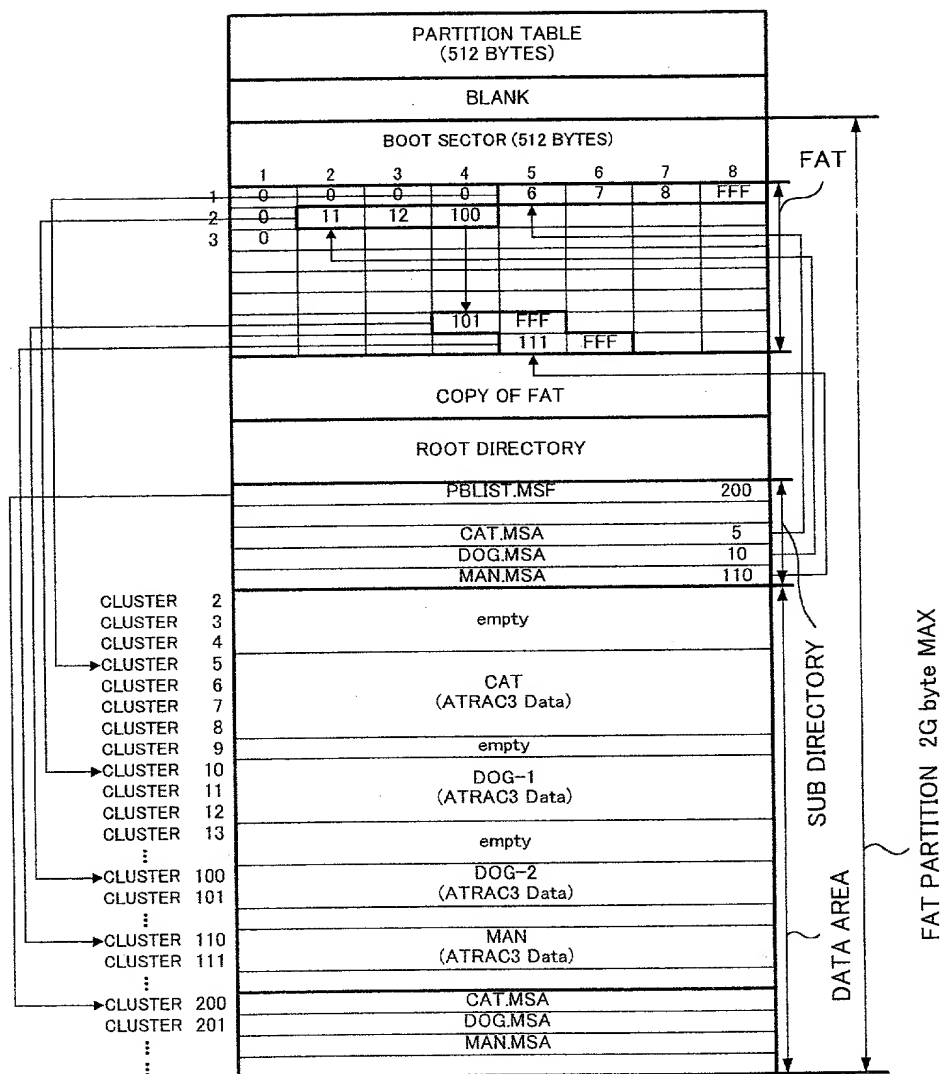 PARTITION TABLE
(512 BYTES)
BLANK
BOOT SECTOR (512 BYTES)
FAT
1 2 3 4 5 6 7 8
1 0 0 0 0 6 7 8 FFF
2 0 11 12 100
3 0
101 FFF
111 FFF
COPY OF FAT
ROOT DIRECTORY
PBLIST.MSF 200
CAT.MSA 5
DOG.MSA 10
MAN.MSA 110
CLUSTER 2
CLUSTER 3
CLUSTER 4
CLUSTER 5
CLUSTER 6
CLUSTER 7
CLUSTER 8
CLUSTER 9
CLUSTER 10
CLUSTER 11
CLUSTER 12
CLUSTER 13
CLUSTER 100
CLUSTER 101
CLUSTER 110
CLUSTER 111
CLUSTER 200
CLUSTER 201
empty
CAT
(ATRAC3 Data)
empty
DOG-1
(ATRAC3 Data)
empty
DOG-2
(ATRAC3 Data)
MAN
(ATRAC3 Data)
CAT.MSA
DOG.MSA
MAN.MSA
SUB DIRECTORY
DATA AREA
FAT PARTITION 2G byte MAX